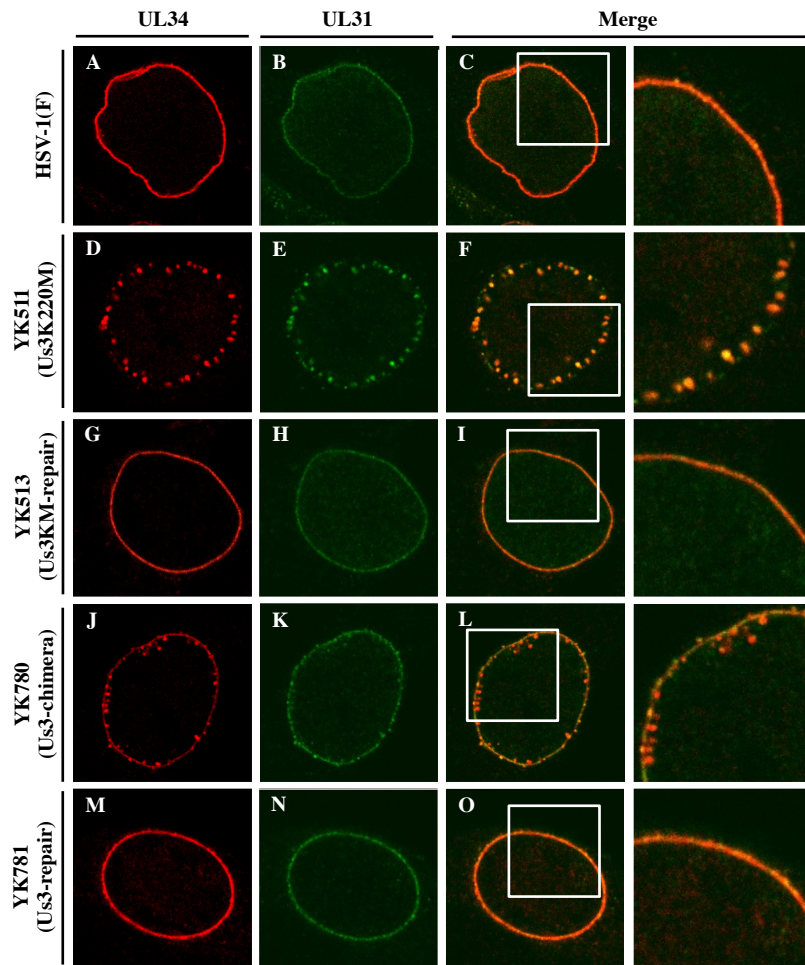 UL34 UL31 Merge
HSV-1(F)
A B C
YK511
(Us3K220M)
D E F
YK513
(Us3KM-repair)
G H I
YK780
(Us3-chimera)
J K L
YK781
(Us3-repair)
M N O